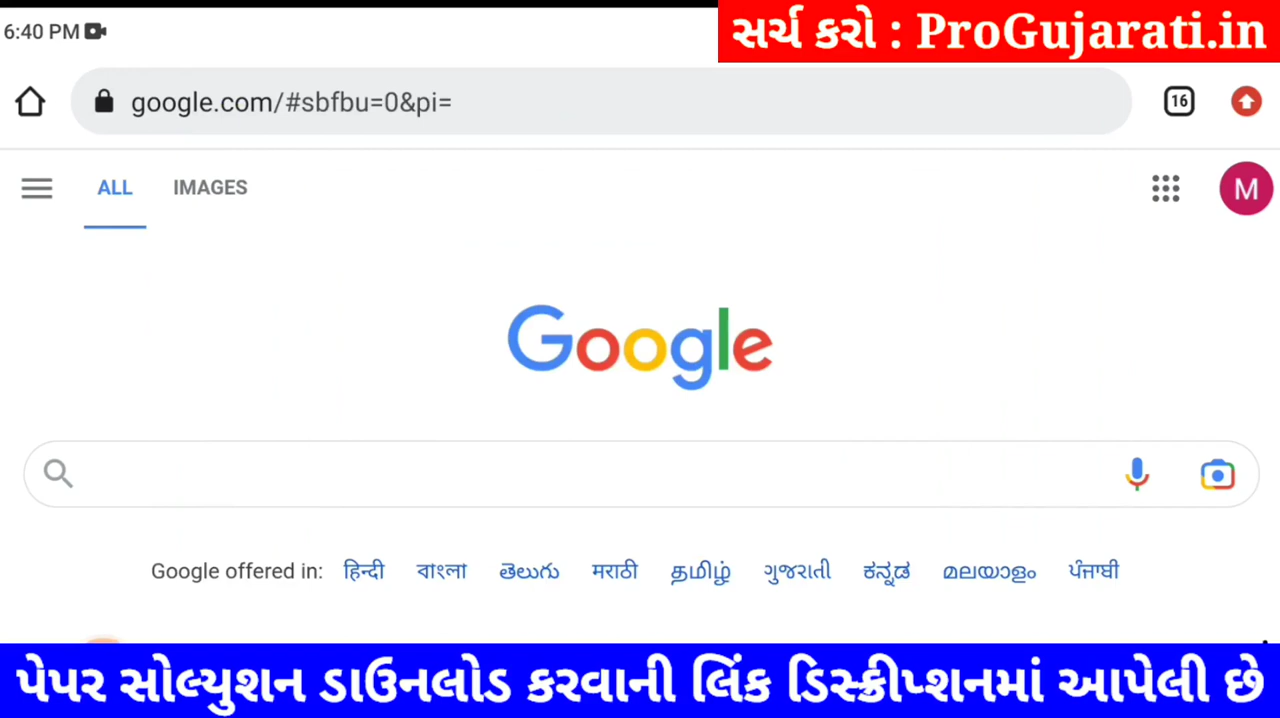 6:40 PM
સર્ચ કરો : ProGujarati.in
google.com/#sbfbu=0&pi=
16
ALL IMAGES
M
Google
Google offered in: हिन्दी বাংলা తెలుగు मराठी தமிழ் ગુજરાતી ಕನ್ನಡ മലയാളം ਪੰਜਾਬੀ
પેપર સોલ્યુશન ડાઉનલોડ કરવાની લિંક ડિસ્ક્રીપ્શનમાં આપેલી છે